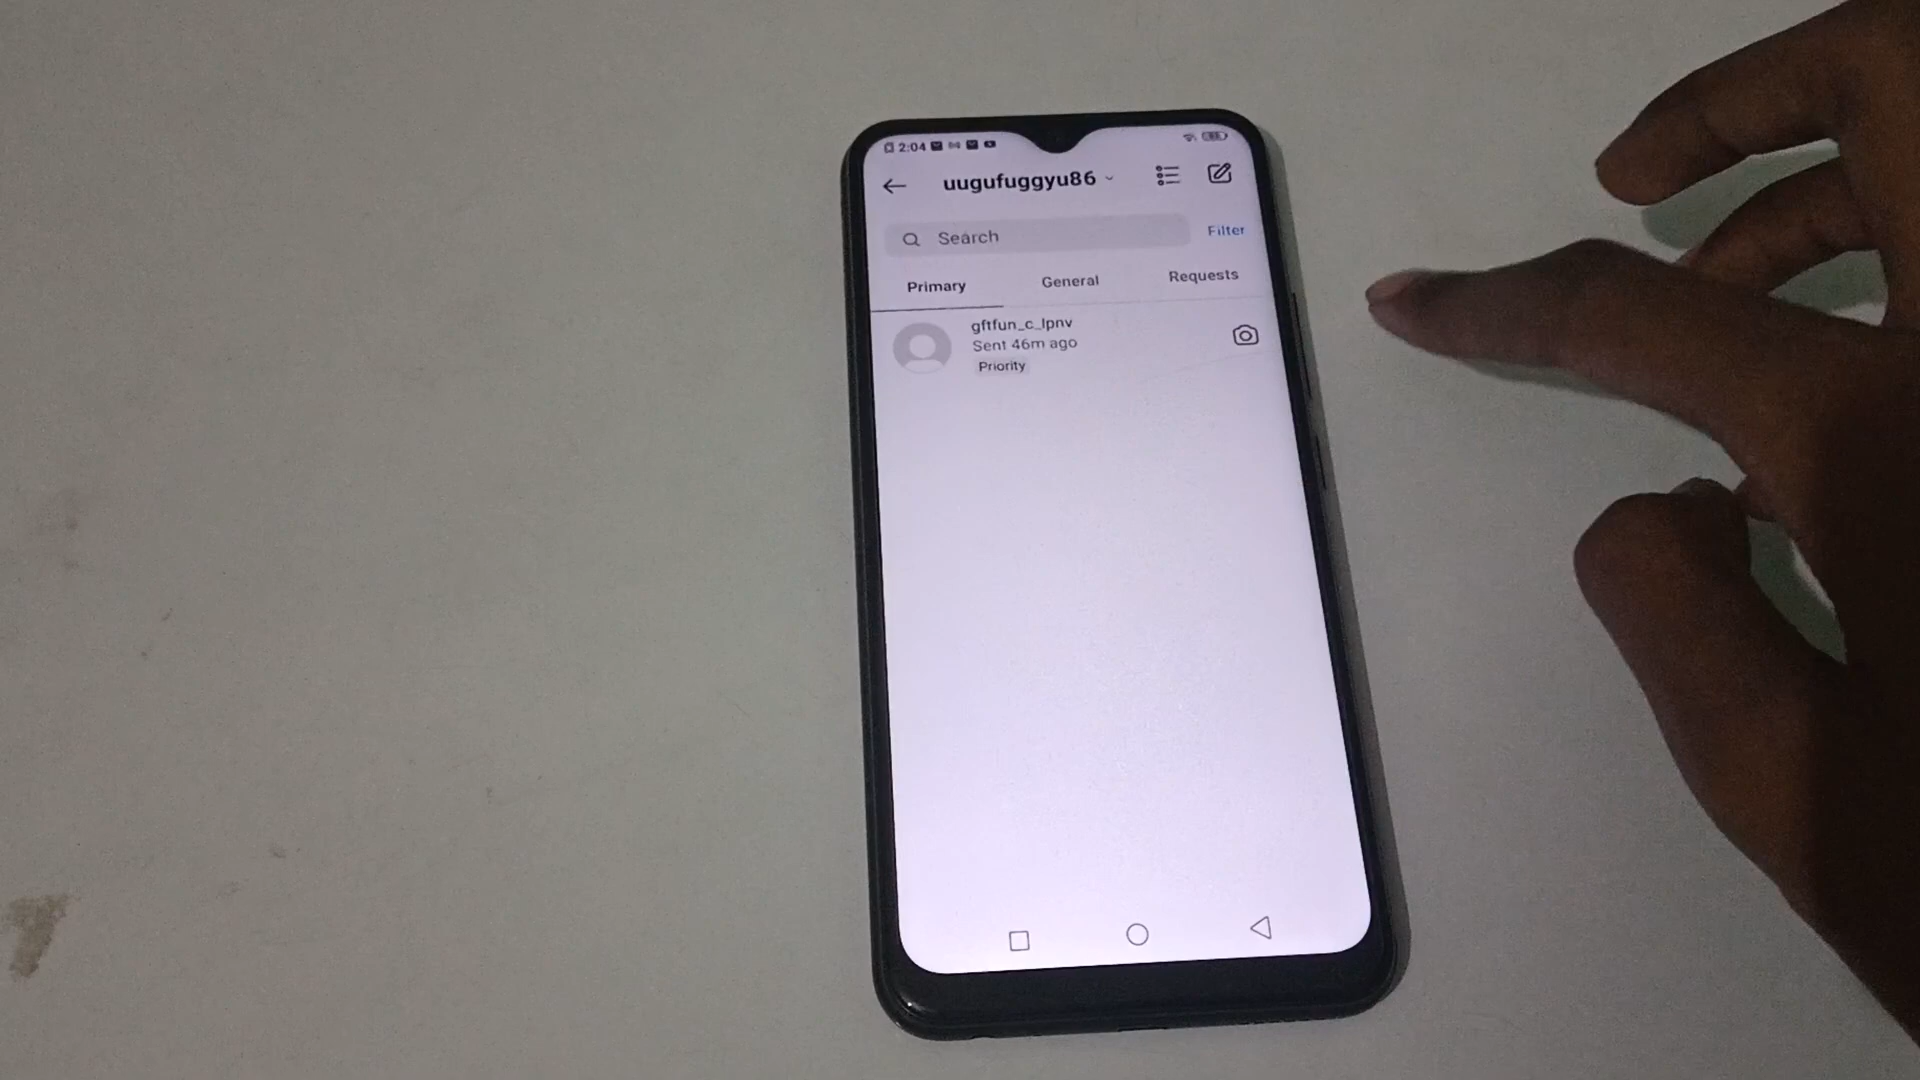 2:04
uugufuggyu86
Search
Filter
Primary General Requests
gftfun_c_lpnv
Sent 46m ago
Priority